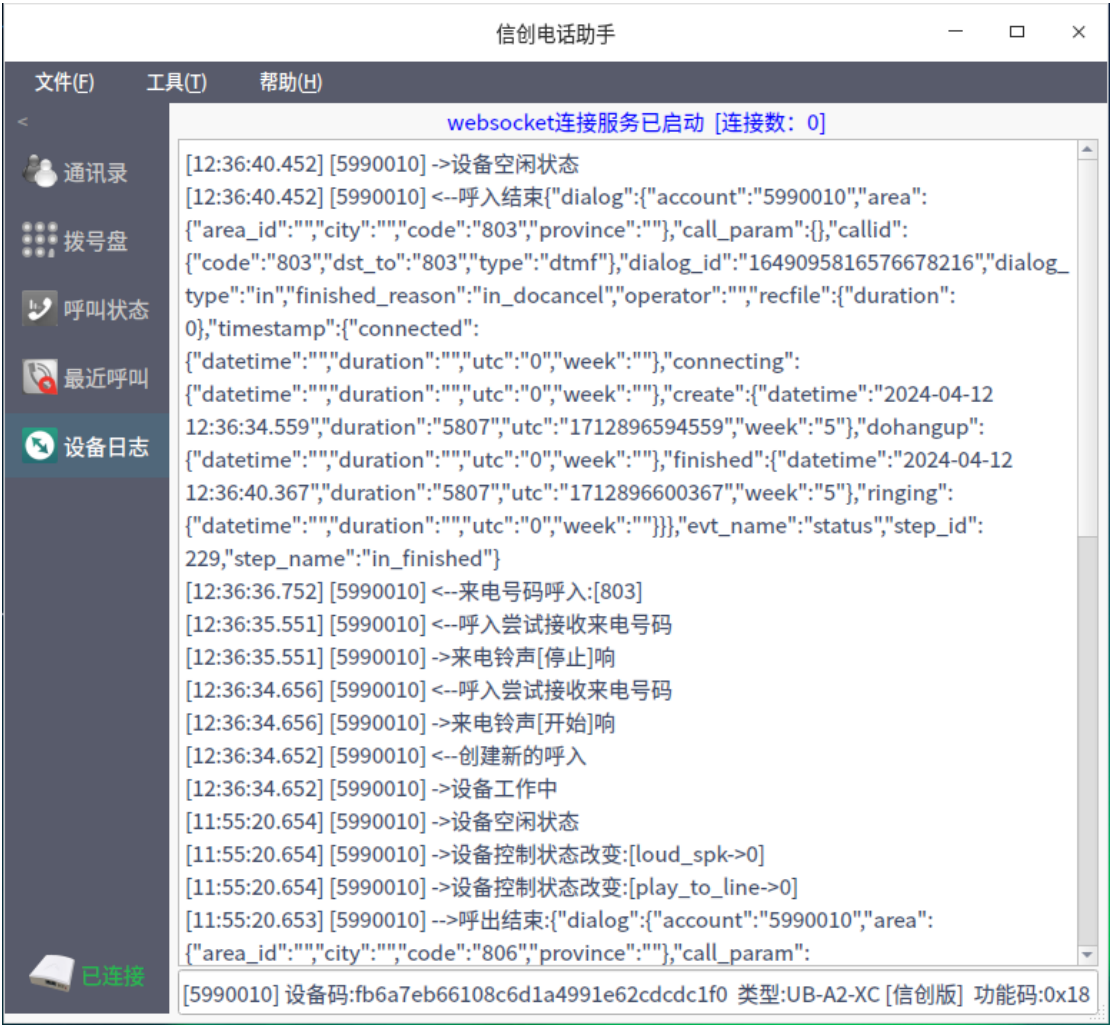 信创电话助手
文件(F) 工具(T) 帮助(H)
<
通讯录
拨号盘
呼叫状态
最近呼叫
设备日志
已连接
websocket连接服务已启动 [连接数：0]
[12:36:40.452] [5990010] ->设备空闲状态
[12:36:40.452] [5990010] <--呼入结束{"dialog":{"account":"5990010","area":
{"area_id":"","city":"","code":"803","province":""},"call_param":{},"callid":
{"code":"803","dst_to":"803","type":"dtmf"},"dialog_id":"1649095816576678216","dialog_
type":"in","finished_reason":"in_docancel","operator":"","recfile":{"duration":
0},"timestamp":{"connected":
{"datetime":"","duration":"","utc":"0","week":""},"connecting":
{"datetime":"","duration":"","utc":"0","week":""},"create":{"datetime":"2024-04-12
12:36:34.559","duration":"5807","utc":"1712896594559","week":"5"},"dohangup":
{"datetime":"","duration":"","utc":"0","week":""},"finished":{"datetime":"2024-04-12
12:36:40.367","duration":"5807","utc":"1712896600367","week":"5"},"ringing":
{"datetime":"","duration":"","utc":"0","week":""}}},"evt_name":"status","step_id":
229,"step_name":"in_finished"}
[12:36:36.752] [5990010] <--来电号码呼入:[803]
[12:36:35.551] [5990010] <--呼入尝试接收来电号码
[12:36:35.551] [5990010] ->来电铃声[停止]响
[12:36:34.656] [5990010] <--呼入尝试接收来电号码
[12:36:34.656] [5990010] ->来电铃声[开始]响
[12:36:34.652] [5990010] <--创建新的呼入
[12:36:34.652] [5990010] ->设备工作中
[11:55:20.654] [5990010] ->设备空闲状态
[11:55:20.654] [5990010] ->设备控制状态改变:[loud_spk->0]
[11:55:20.654] [5990010] ->设备控制状态改变:[play_to_line->0]
[11:55:20.653] [5990010] -->呼出结束:{"dialog":{"account":"5990010","area":
{"area_id":"","city":"","code":"806","province":""},"call_param":
[5990010] 设备码:fb6a7eb66108c6d1a4991e62cdcdc1f0 类型:UB-A2-XC [信创版] 功能码:0x18